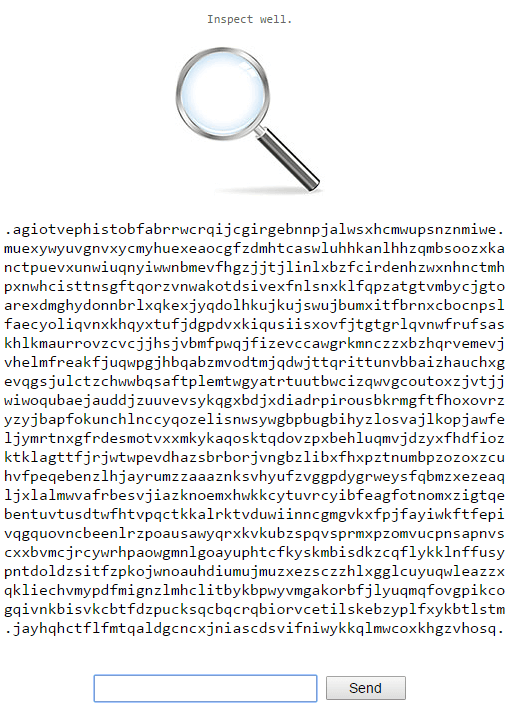 Inspect well.
.agiotvephistobfabrrwcrqijcgirgebnnpjalwsxhcmwupsnznmiwe.
muexywyuvgnvxycmyhuexeaocgfzdmhtcaswluhhkanlhhzqmbsoozxka
nctpuevxunwiuqnyiwwnbmevfhgzjjtjlinlxbzfcirdenhzwxnhnctmh
pxnwhcisttnsgftqorzvnwakotdsivexfnlsnxklfqpzatgtvmbycjgto
arexdmghydonnbrlxqkexjyqdolhkujkujswujbumxitfbrnxcbocnpsl
faecyoliqvnxkhqyxtufjdgpdvxkiqusiisxovfjtgtgrlqvnwfrufsas
khlkmaurrovzcvcjjhsjvbmfpwqjfizevccawgrkmnczzxbzhqrvemevj
vhelmfreakfjuqwpgjhbqabzmvodtmjqdwjttqrittunvbbaizhauchxg
evqgsjulctzchwwbqsaftplemtwgyatrtuutbwcizqwvgcoutoxzjvtjj
wiwoqubaejauddjzuuvevsykqgxbdjxdiadrpirousbkrmgftfhoxovrz
yzyjbapfokunchlnccyqozelisnwsywgbpbugbihyzlosvajlkopjawfe
ljymrtnxgfrdesmotvxxmkykaqosktqdovzpxbehluqmvjdzyxfhdfioz
ktklagttfjrjwtwpevdhazsbrborjvngbzlibxfhxpztnumbpzozoxzcu
hvfpeqebenzlhjayrumzzaaaznksvhyufzvggpdygrweysfqbmzxezeaq
ljxlalmwvafrbesvjiazknoemxhwkkcytuvrcyibfeagfotnomxzigtqe
bentuvtusdtwfhtvpqctkkalrktvduwiinncgmgvkxfpjfayiwkftfepi
vqgquovncbeenlrzpoausawyqrxkvkubzspqvsprmxpzomvucpnsapnvs
cxxbvmcjrcywrhpaowgmnlgoayuphtcfkyskmbisdkzcqflykklnffusy
pntdoldzsitfzpkojwnoauhdiumujmuzxezsczzhlxgglcuyuqwleazzx
qkliechvmypdfmignzlmhclitbykbpwyvmgakorbfjlyuqmqfovgpikco
gqivnkbisvkcbtfdzpucksqcbqcrqbiorvcetilskebzyplfxykbtlstm
.jayhqhctflfmtqaldgcncxjniascdsvifniwykkqlmwcoxkhgzvhosq.
Send